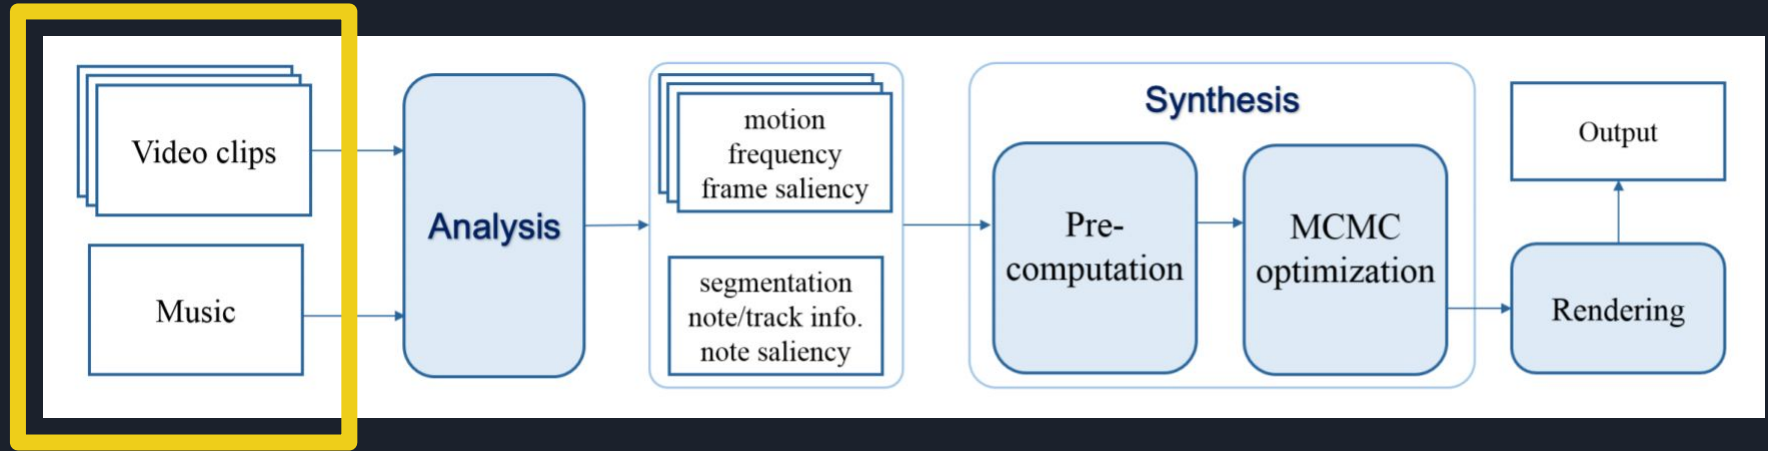 Video clips
Music
Analysis
motion
frequency
frame saliency
segmentation
note/track info.
note saliency
Synthesis
Pre-
computation
MCMC
optimization
Output
Rendering